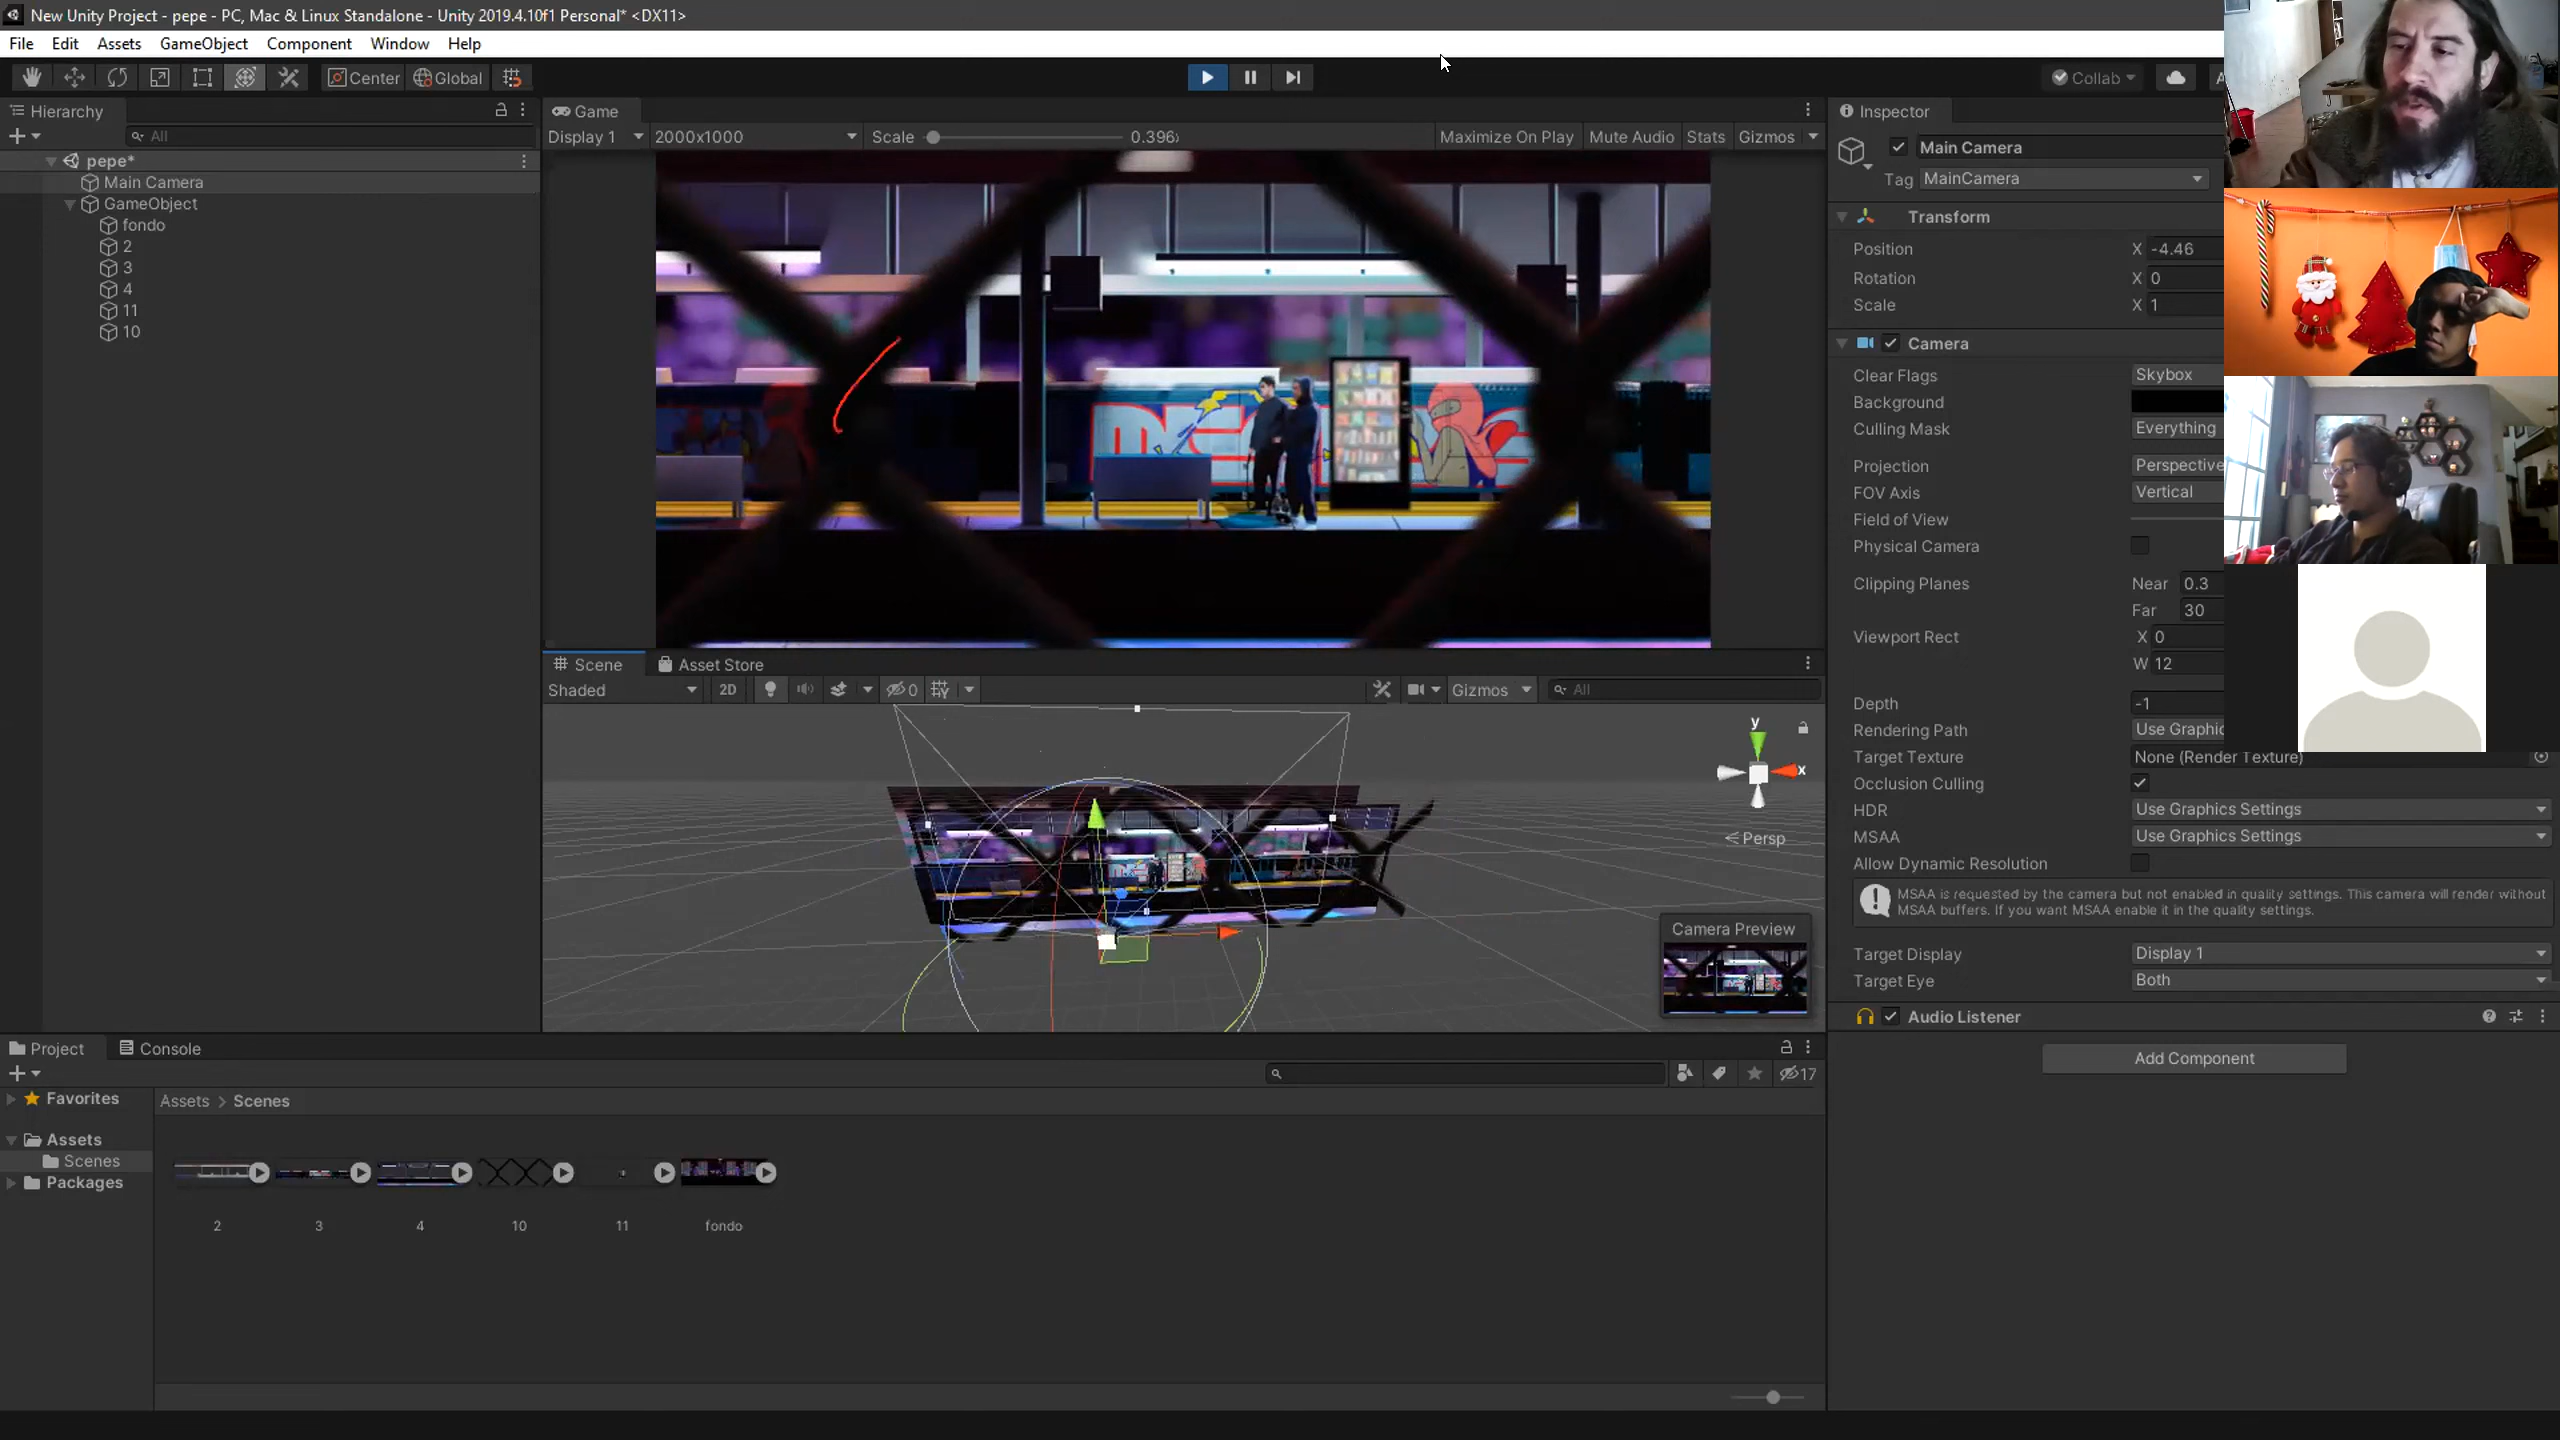 New Unity Project - pepe - PC, Mac & Linux Standalone - Unity 2019.4.10f1 Personal* <DX11>
File Edit Assets GameObject Component Window Help
Center Global Collab
Hierarchy
All
pepe*
Main Camera
GameObject
fondo
2
3
4
11
10
Game
Display 1 2000x1000 Scale 0.396 Maximize On Play Mute Audio Stats Gizmos
Scene Asset Store
Shaded 2D 0 Gizmos All
y
x
Persp
Camera Preview
Inspector
Main Camera
Tag MainCamera
Transform
Position X -4.46
Rotation X 0
Scale X 1
Camera
Clear Flags Skybox
Background
Culling Mask Everything
Projection Perspective
FOV Axis Vertical
Field of View
Physical Camera
Clipping Planes Near 0.3
Far 30
Viewport Rect X 0
W 12
Depth -1
Rendering Path Use Graphic
Target Texture None (Render Texture)
Occlusion Culling
HDR Use Graphics Settings
MSAA Use Graphics Settings
Allow Dynamic Resolution
MSAA is requested by the camera but not enabled in quality settings. This camera will render without
MSAA buffers. If you want MSAA enable it in the quality settings.
Target Display Display 1
Target Eye Both
Audio Listener
Add Component
Project Console
17
Favorites
Assets
Scenes
Packages
Assets > Scenes
2 3 4 10 11 fondo